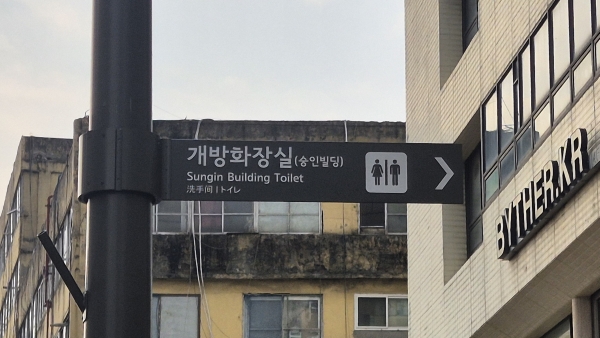 개방화장실(승인빌딩)
Sungin Building Toilet
洗手间 | トイレ
BYTHER.KR